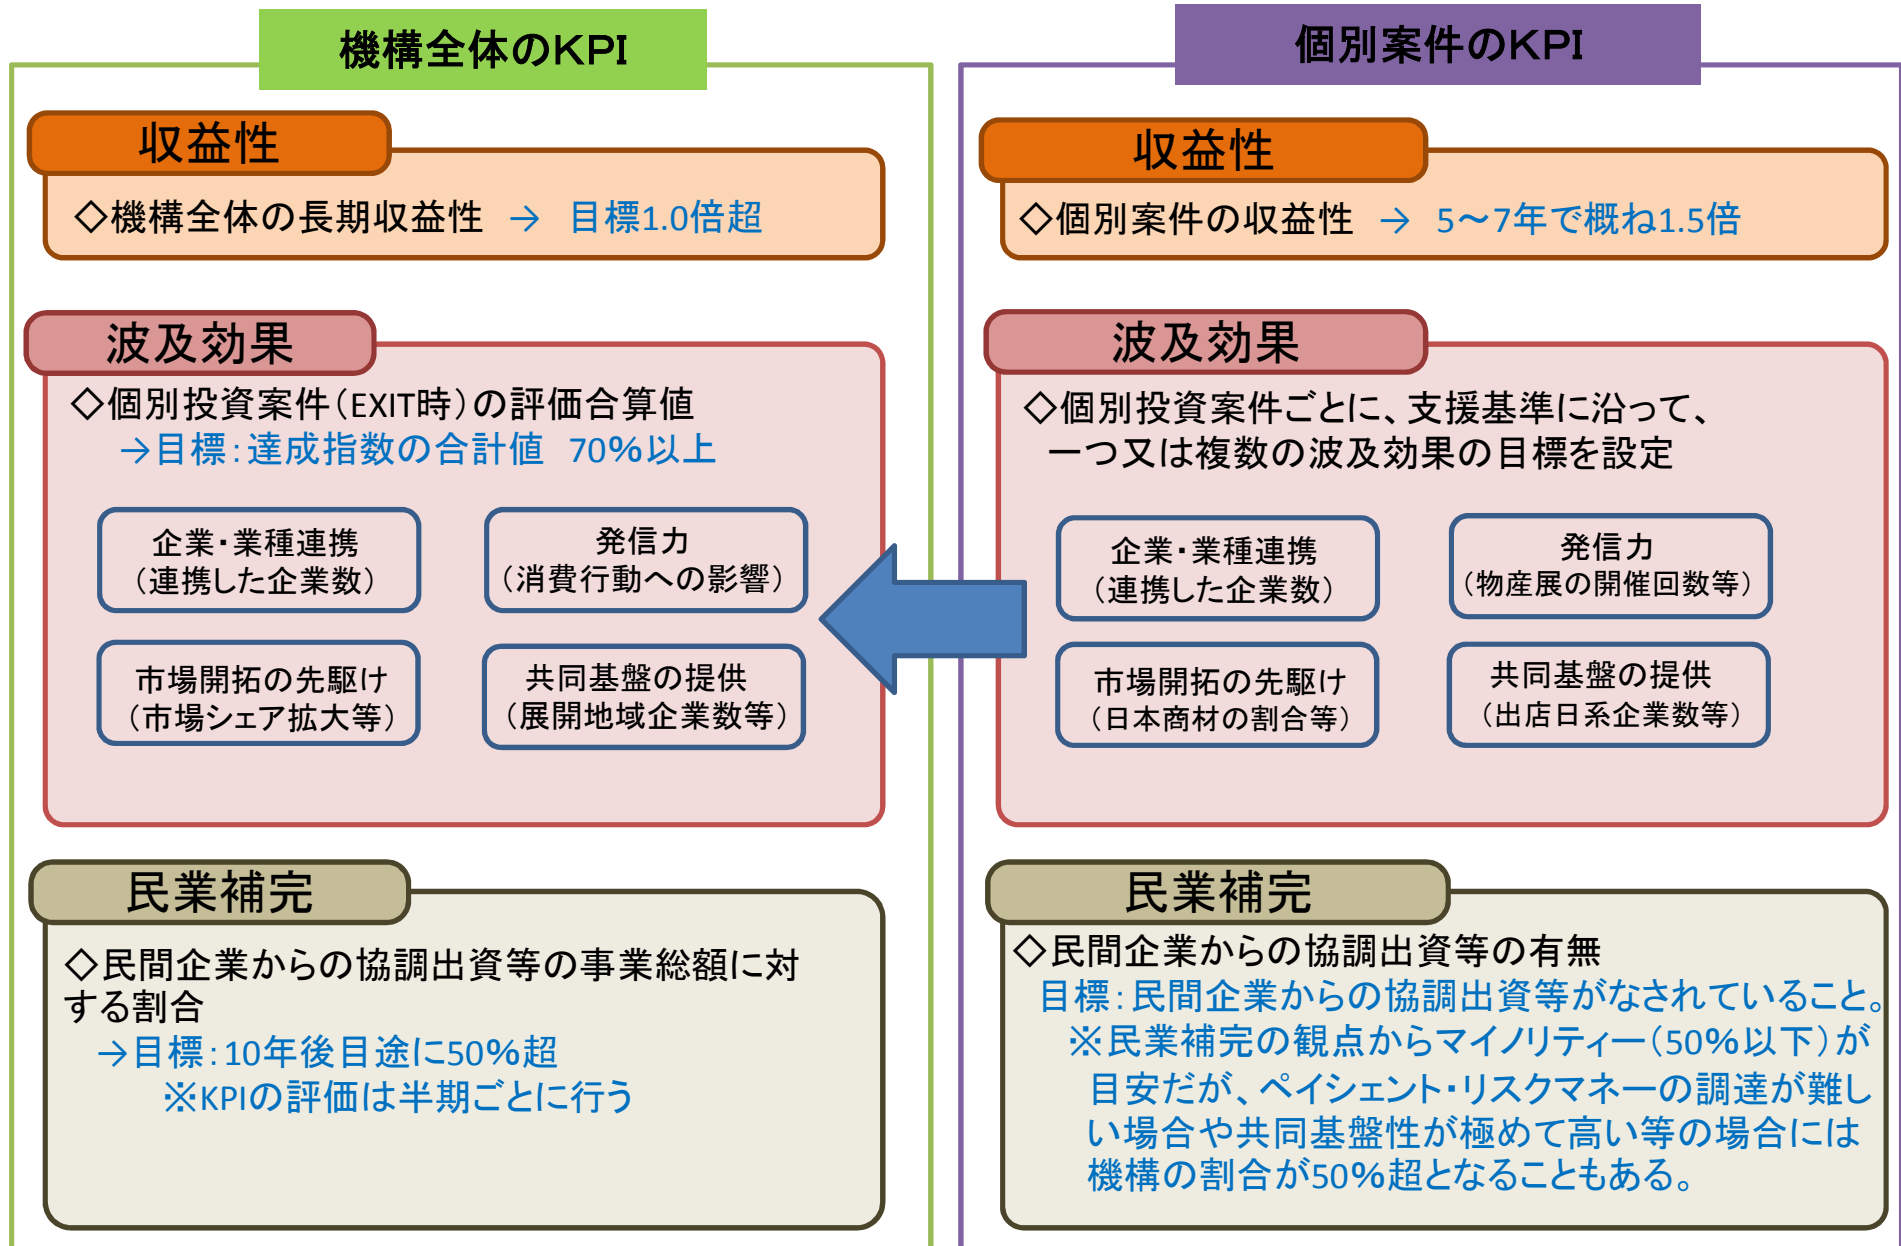 機構全体のKPI
収益性
◇機構全体の長期収益性 → 目標1.0倍超
波及効果
◇個別投資案件(EXIT時)の評価合算値
→目標:達成指数の合計値 70%以上
企業・業種連携
(連携した企業数)
発信力
(消費行動への影響)
市場開拓の先駆け
(市場シェア拡大等)
共同基盤の提供
(展開地域企業数等)
民業補完
◇民間企業からの協調出資等の事業総額に対
する割合
→目標:10年後目途に50%超
※KPIの評価は半期ごとに行う
個別案件のKPI
収益性
◇個別案件の収益性 → 5~7年で概ね1.5倍
波及効果
◇個別投資案件ごとに、支援基準に沿って、
一つ又は複数の波及効果の目標を設定
企業・業種連携
(連携した企業数)
発信力
(物産展の開催回数等)
市場開拓の先駆け
(日本商材の割合等)
共同基盤の提供
(出店日系企業数等)
民業補完
◇民間企業からの協調出資等の有無
目標:民間企業からの協調出資等がなされていること。
※民業補完の観点からマイノリティー(50%以下)が
目安だが、ペイシェント・リスクマネーの調達が難し
い場合や共同基盤性が極めて高い等の場合には
機構の割合が50%超となることもある。